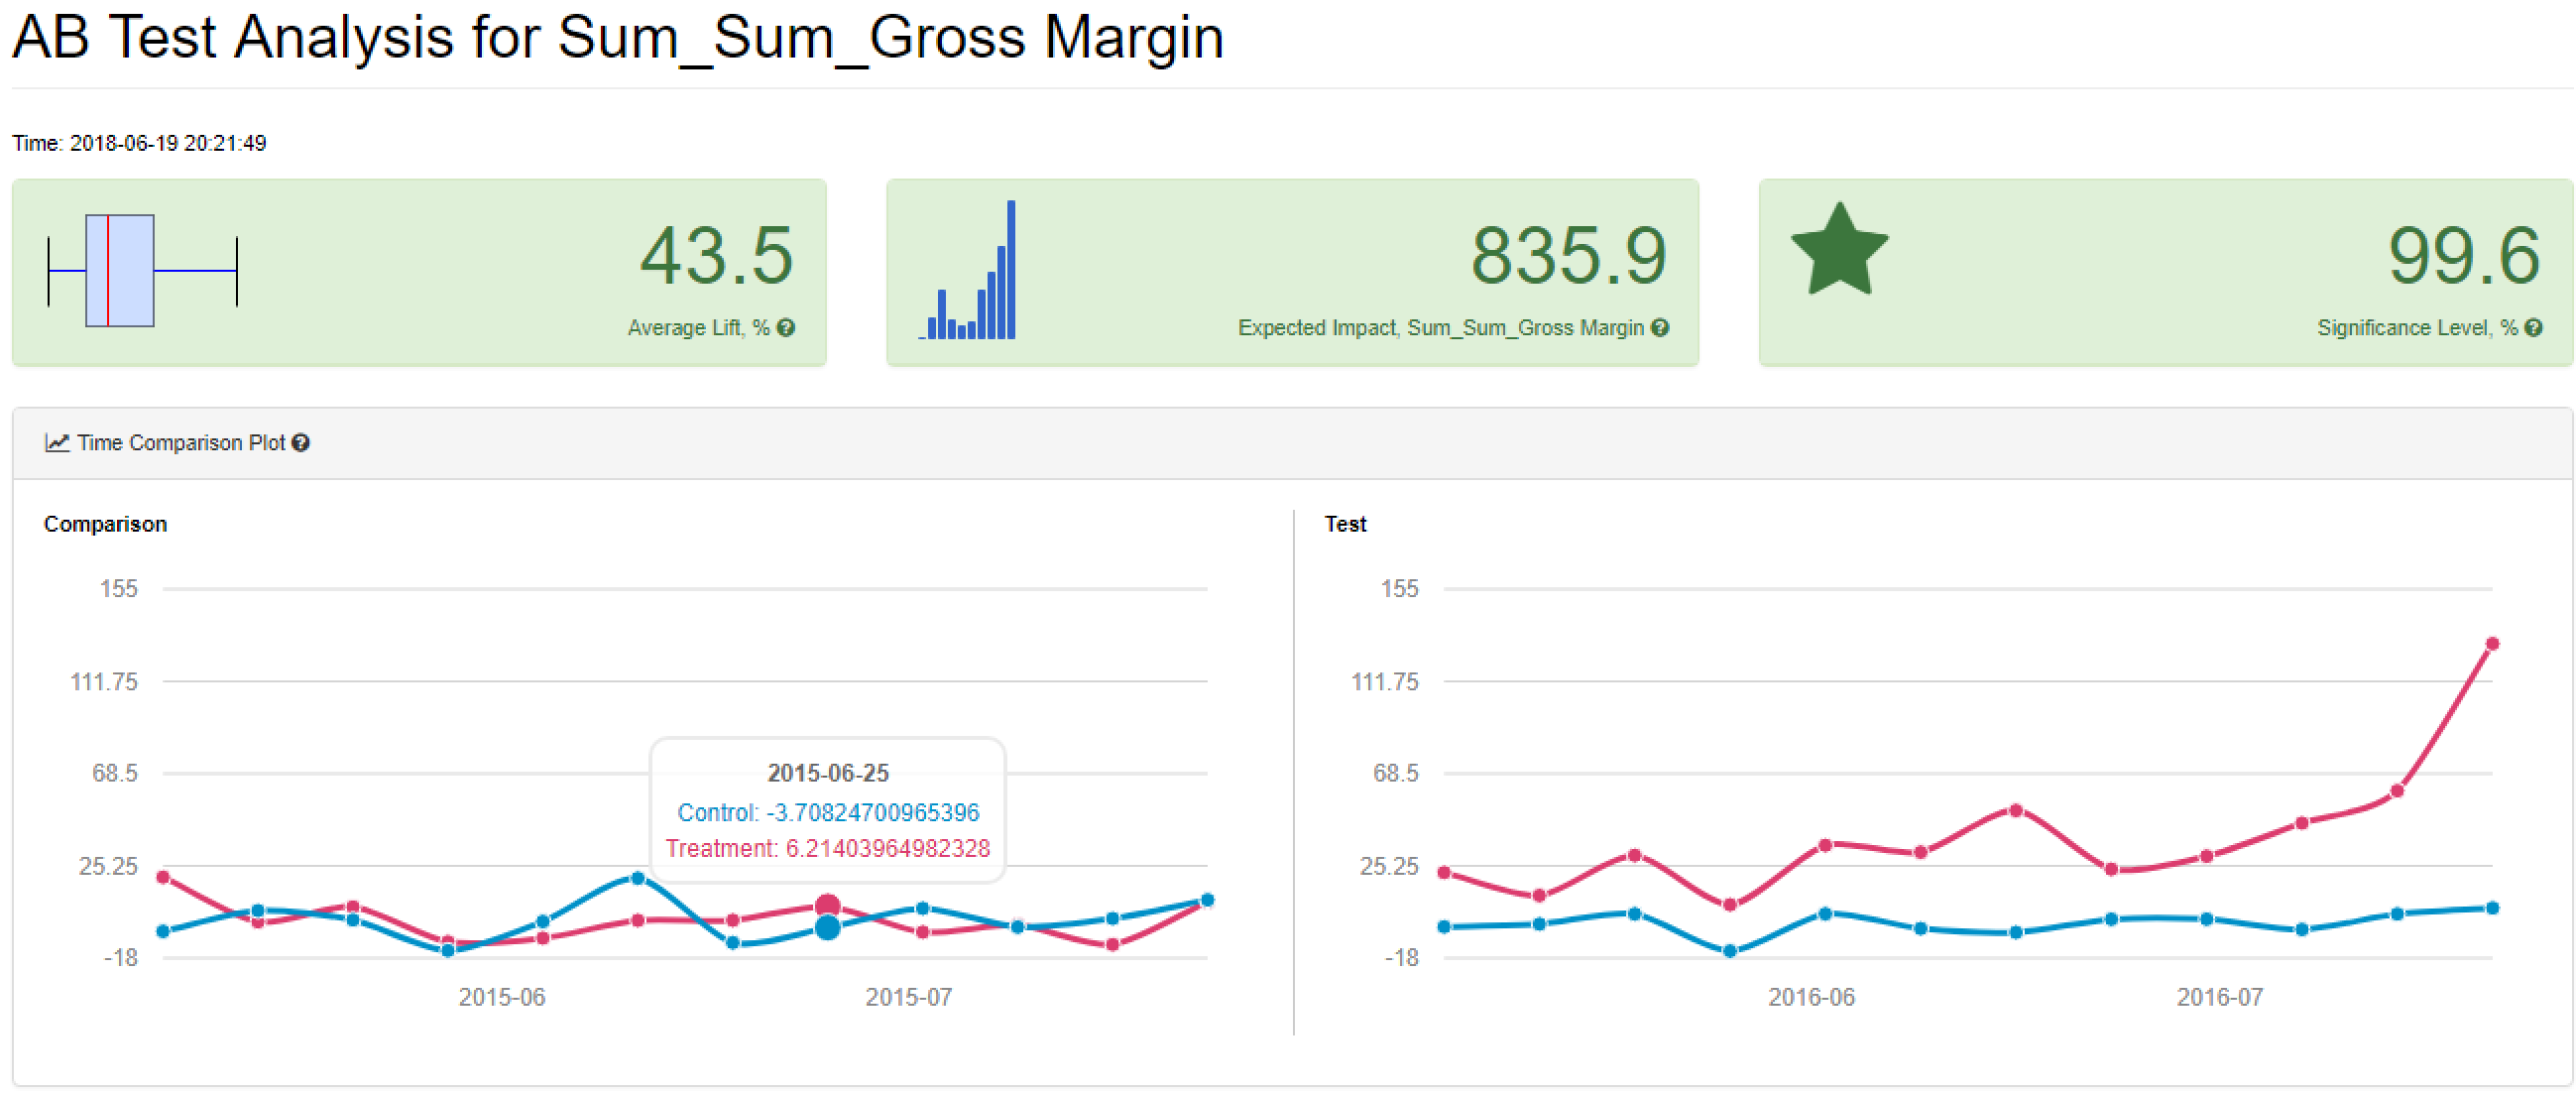 AB Test Analysis for Sum_Sum_Gross Margin
Time: 2018-06-19 20:21:49
43.5
Average Lift, %
835.9
Expected Impact, Sum_Sum_Gross Margin
99.6
Significance Level, %
Time Comparison Plot
Comparison
155
111.75
68.5
25.25
-18
2015-06-25
Control: -3.70824700965396
Treatment: 6.21403964982328
2015-06
2015-07
Test
155
111.75
68.5
25.25
-18
2016-06
2016-07